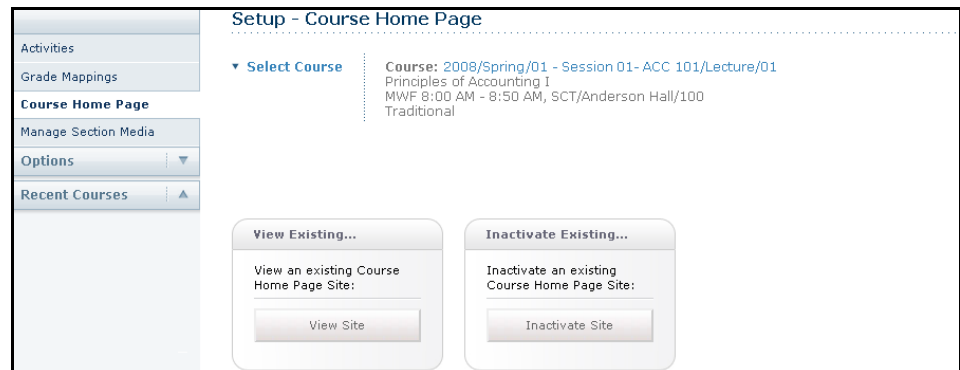 Setup - Course Home Page
Activities
Grade Mappings
Course Home Page
Manage Section Media
Options
Recent Courses
Select Course
Course: 2008/Spring/01 - Session 01- ACC 101/Lecture/01
Principles of Accounting I
MWF 8:00 AM - 8:50 AM, SCT/Anderson Hall/100
Traditional
View Existing...
View an existing Course
Home Page Site:
View Site
Inactivate Existing...
Inactivate an existing
Course Home Page Site:
Inactivate Site